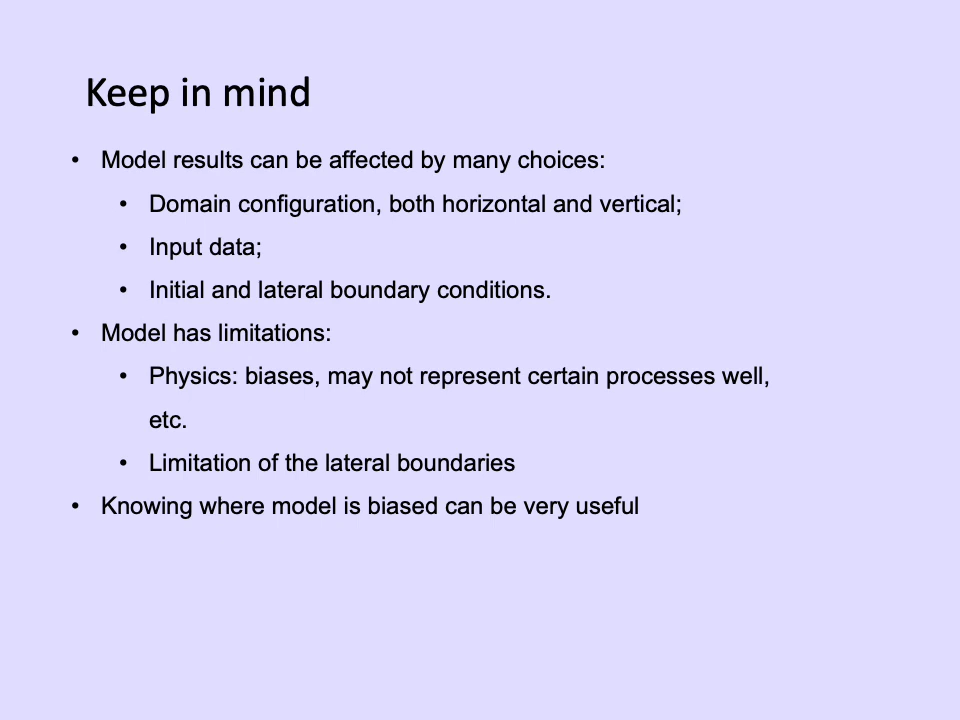 Keep in mind
• Model results can be affected by many choices:
• Domain configuration, both horizontal and vertical;
• Input data;
• Initial and lateral boundary conditions.
• Model has limitations:
• Physics: biases, may not represent certain processes well,
etc.
• Limitation of the lateral boundaries
• Knowing where model is biased can be very useful